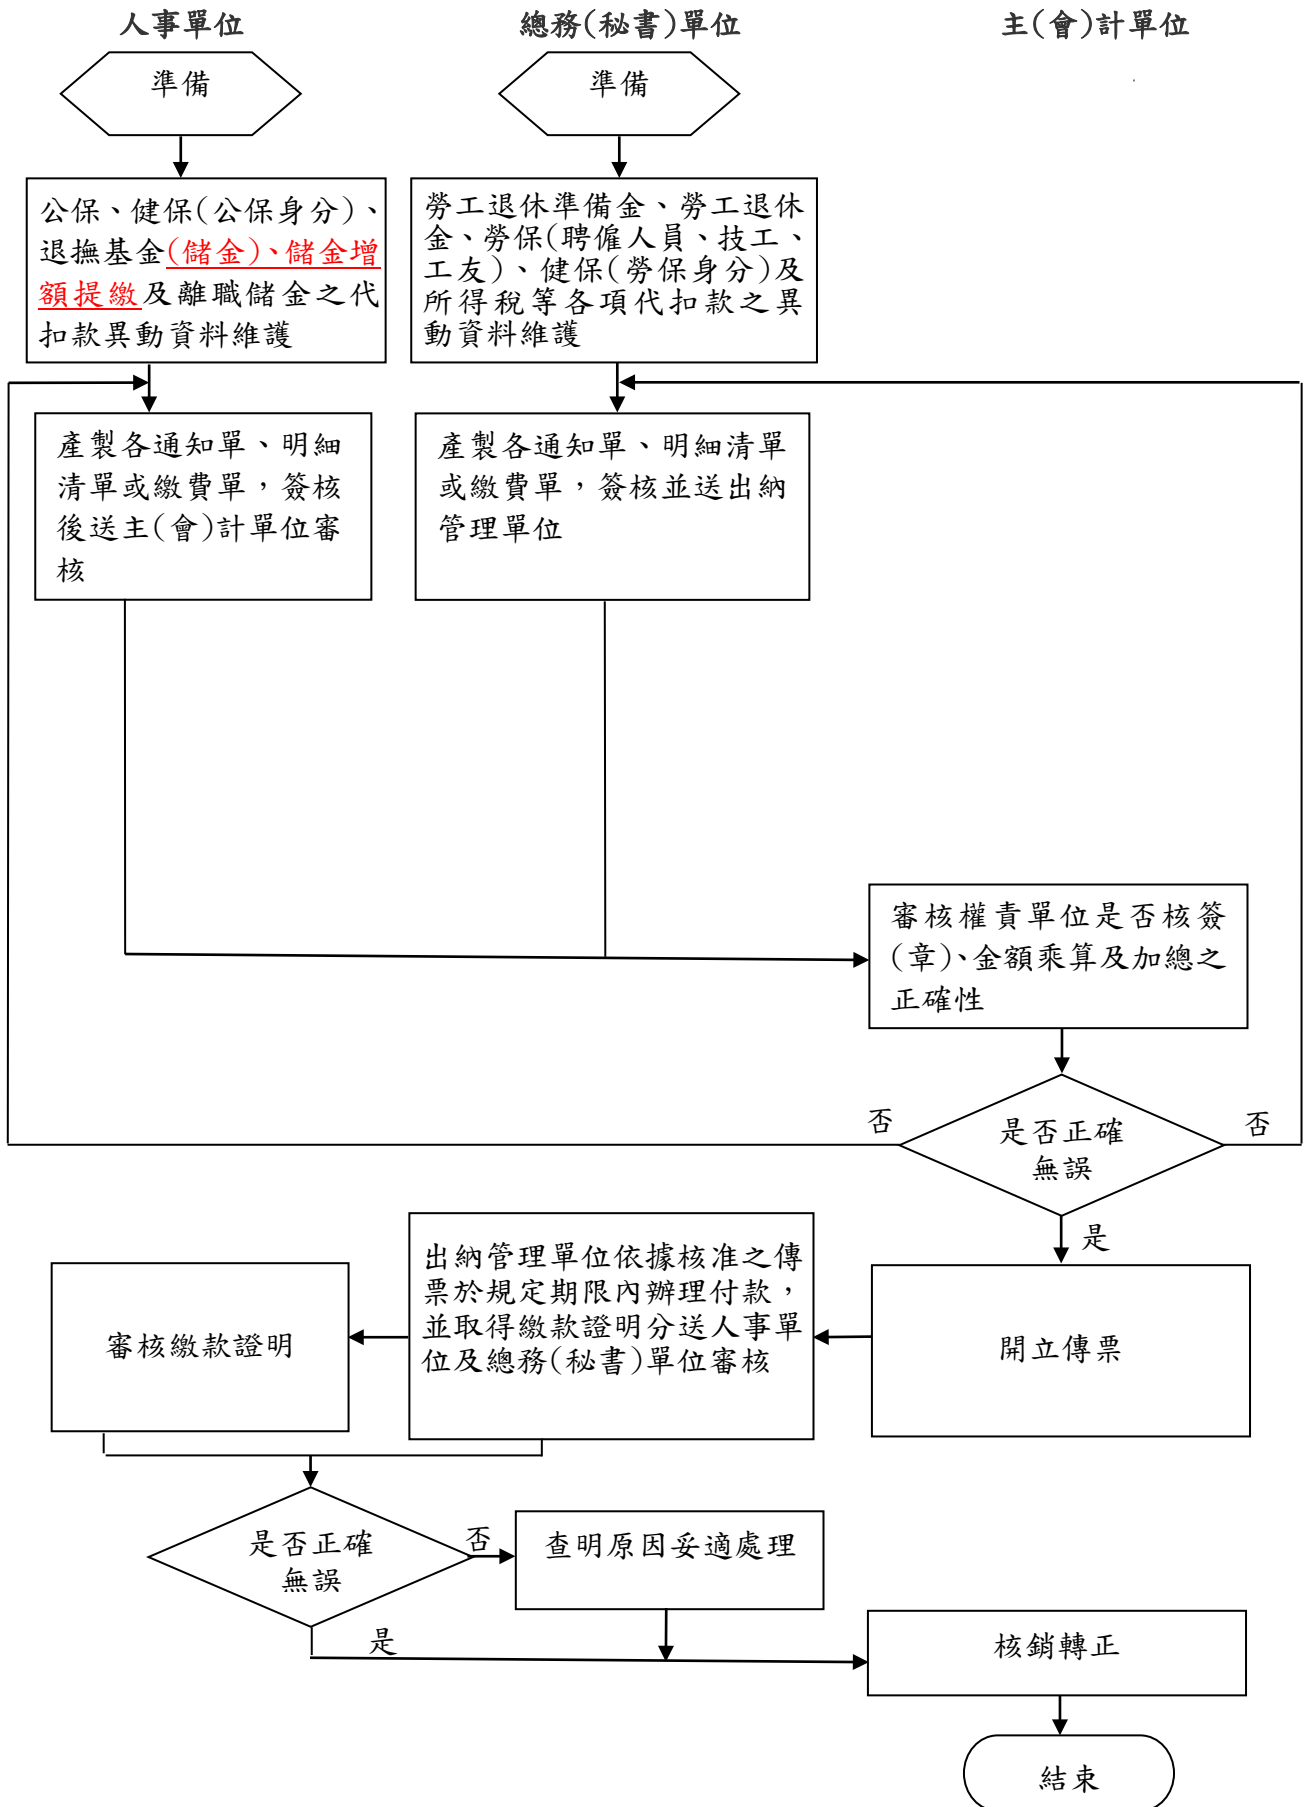 人事單位
總務(秘書)單位
主(會)計單位
準備
準備
公保、健保(公保身分)、
退撫基金(儲金)、儲金增
額提繳及離職儲金之代
扣款異動資料維護
勞工退休準備金、勞工退休
金、勞保(聘僱人員、技工、
工友)、健保(勞保身分)及
所得稅等各項代扣款之異
動資料維護
產製各通知單、明細
清單或繳費單，簽核
後送主(會)計單位審
核
產製各通知單、明細清單
或繳費單，簽核並送出納
管理單位
審核權責單位是否核簽
(章)、金額乘算及加總之
正確性
否
是否正確
無誤
否
是
審核繳款證明
出納管理單位依據核准之傳
票於規定期限內辦理付款，
並取得繳款證明分送人事單
位及總務(秘書)單位審核
開立傳票
是否正確
無誤
否
查明原因妥適處理
是
核銷轉正
結束